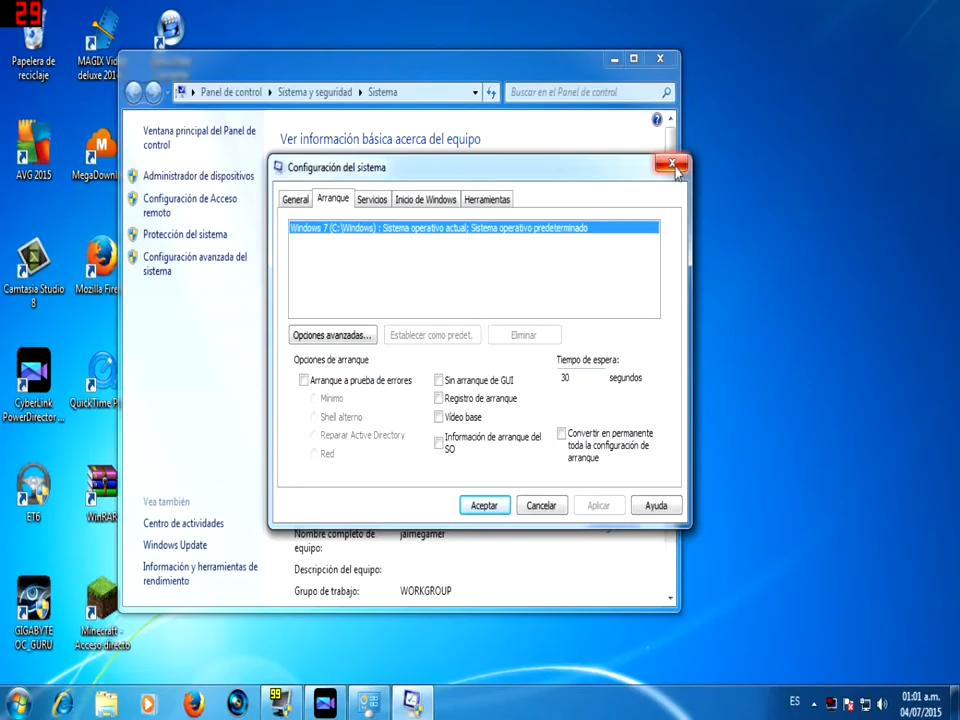 29
Papelera de reciclaje
MAGIX Vid
deluxe 201
AVG 2015
MegaDownl
Camtasia Studio 8
Mozilla Fire
CyberLink PowerDirector ...
QuickTime P
ET6
WinRAR
GIGABYTE OC_GURU
Minecraft - Acceso directo
Panel de control
Sistema y seguridad
Sistema
Buscar en el Panel de control
Ventana principal del Panel de control
Administrador de dispositivos
Configuración de Acceso remoto
Protección del sistema
Configuración avanzada del sistema
Vea también
Centro de actividades
Windows Update
Información y herramientas de rendimiento
Ver información básica acerca del equipo
Configuración del sistema
General
Arranque
Servicios
Inicio de Windows
Herramientas
Windows 7 (C:\Windows) : Sistema operativo actual; Sistema operativo predeterminado
Opciones avanzadas...
Establecer como predet.
Eliminar
Opciones de arranque
Tiempo de espera:
Arranque a prueba de errores
Mínimo
Shell alterno
Reparar Active Directory
Red
Sin arranque de GUI
Registro de arranque
Vídeo base
Información de arranque del SO
30
segundos
Convertir en permanente
toda la configuración de
arranque
Aceptar
Cancelar
Aplicar
Ayuda
Nombre completo de equipo:
jaimegamer
Descripción del equipo:
Grupo de trabajo:
WORKGROUP
99
ES
01:01 a.m.
04/07/2015